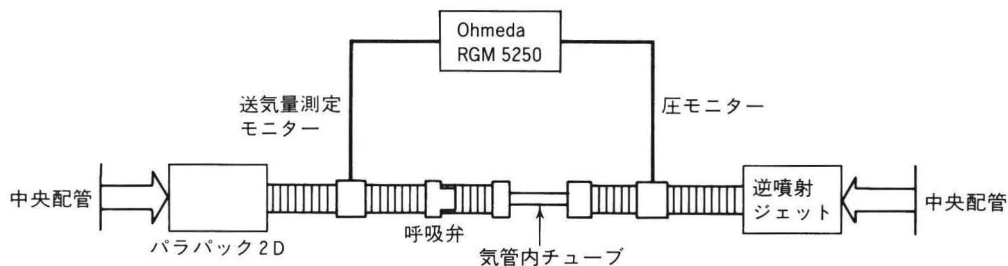 Ohmeda
RGM 5250
送気量測定
モニター
圧モニター
中央配管
パラパック2D
呼吸弁
気管内チューブ
逆噴射
ジェット
中央配管